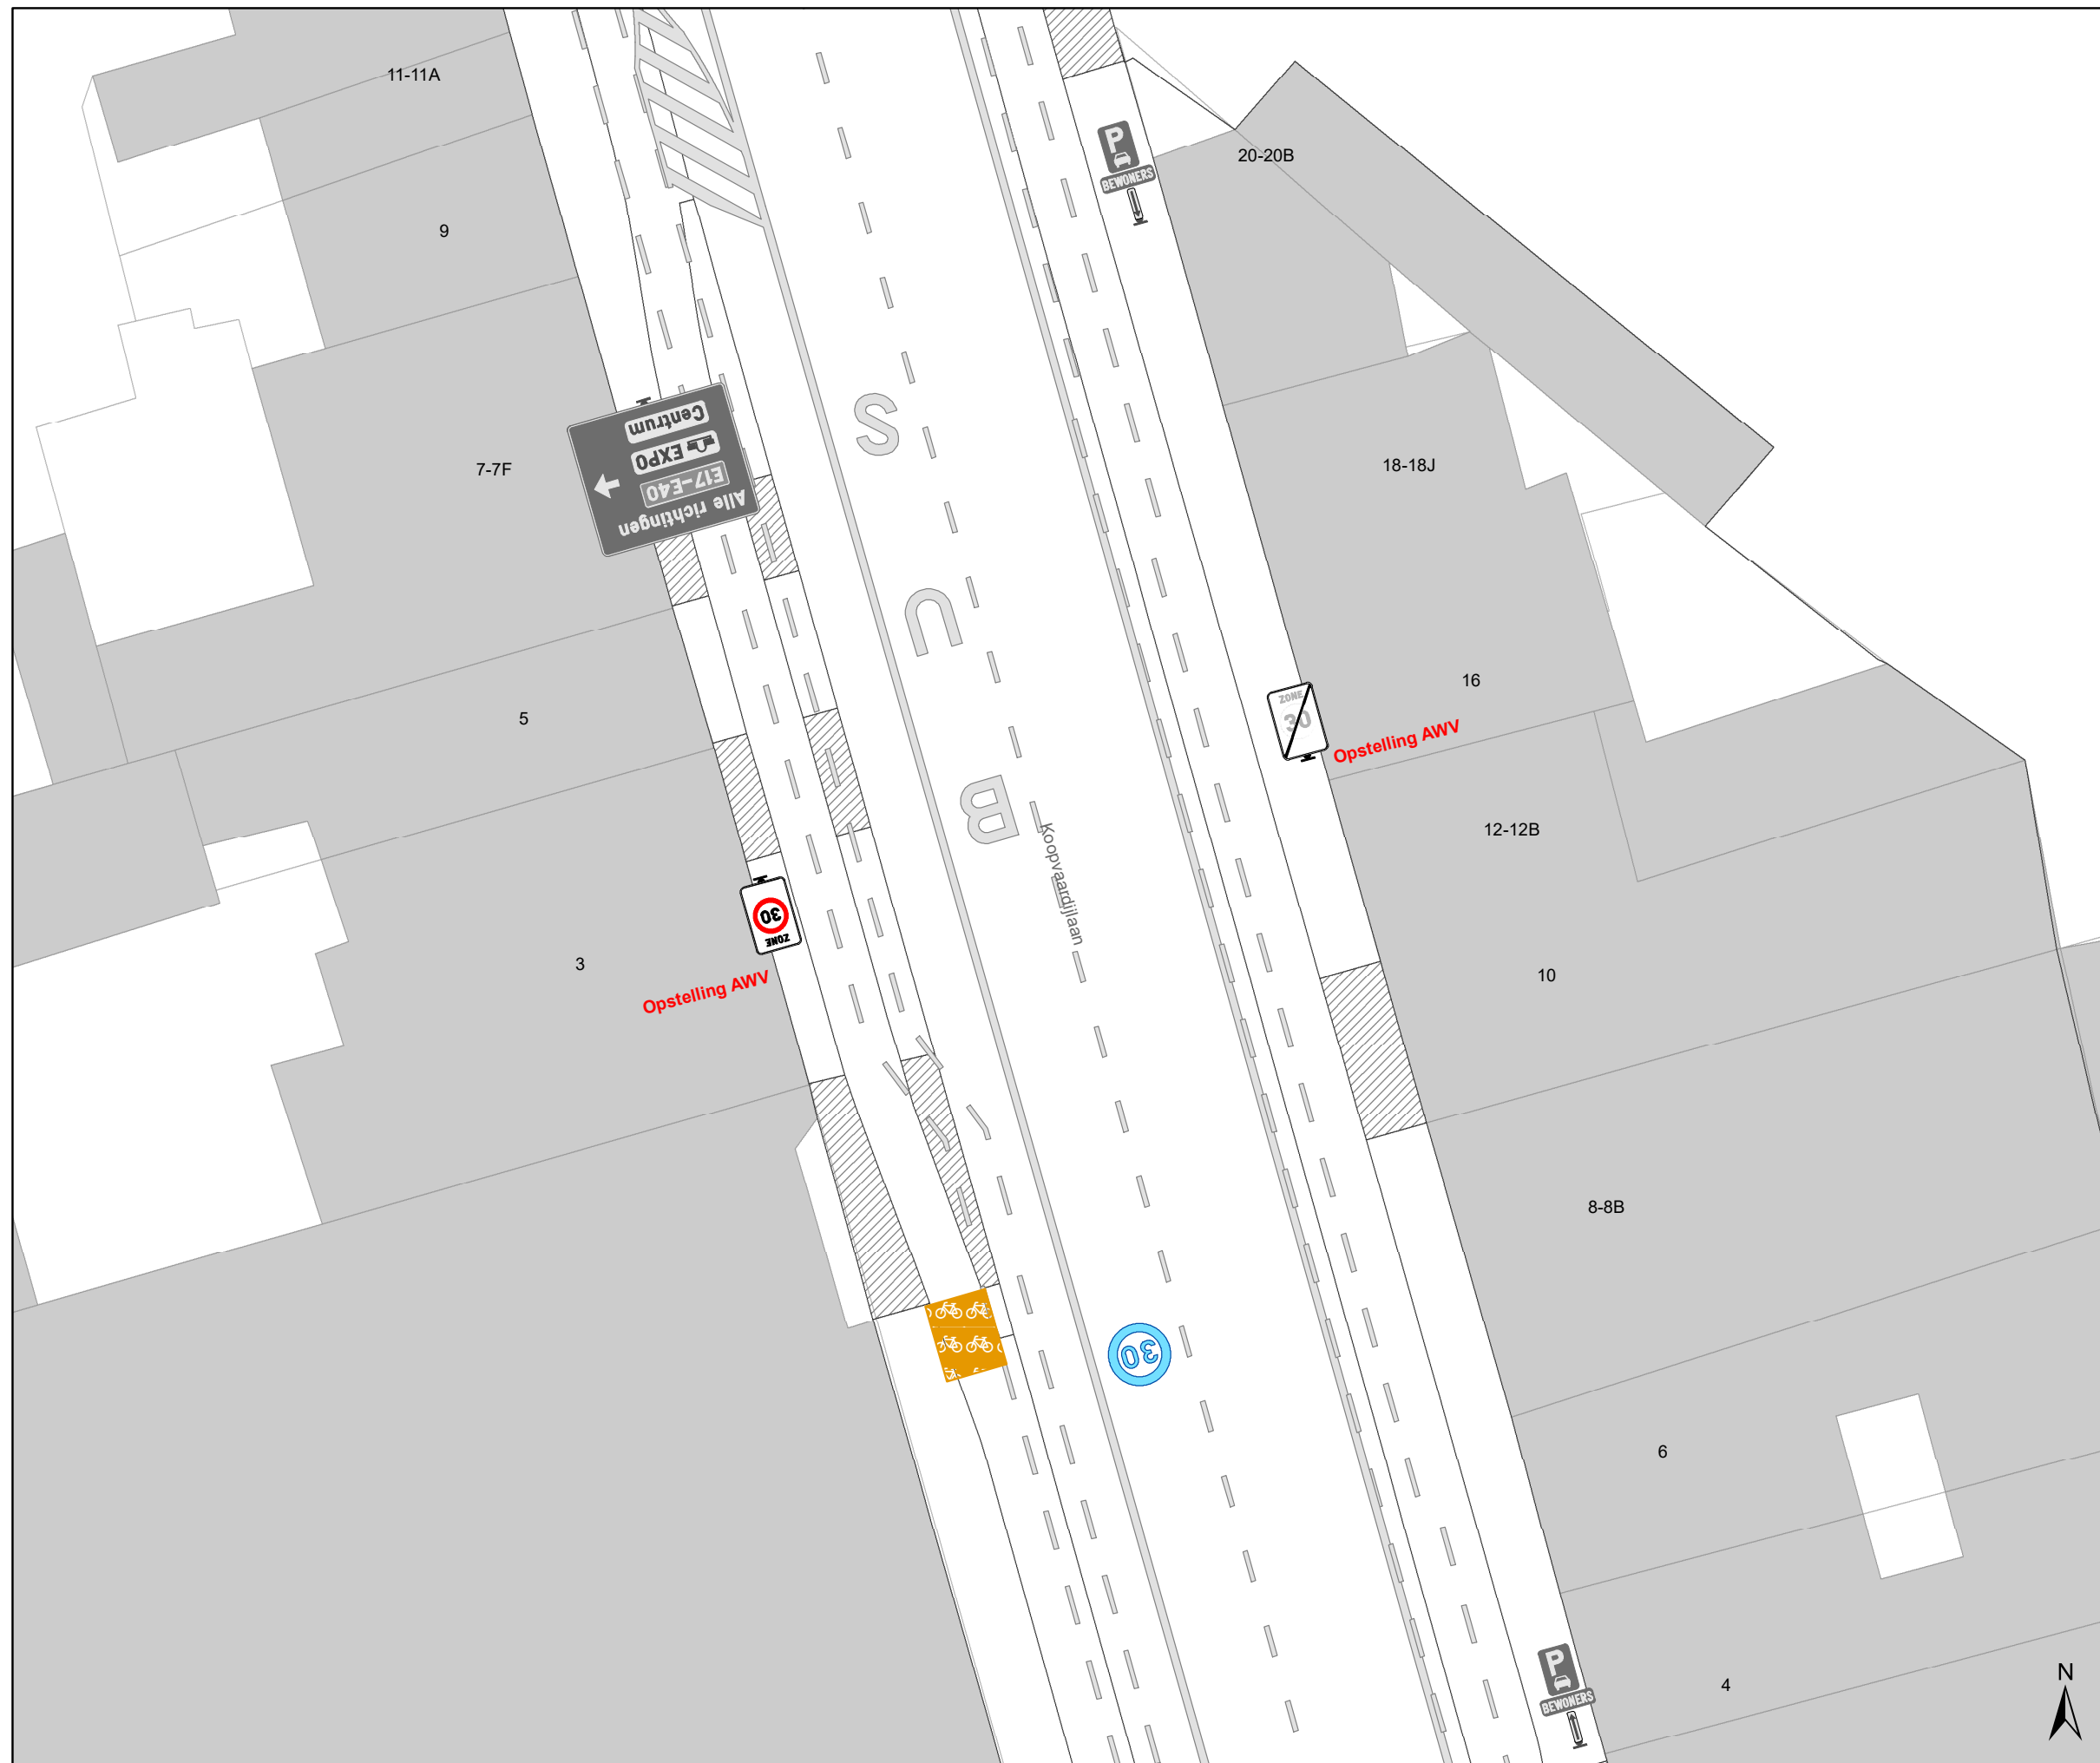 11-11A
P
BEWONERS
20-20B
9
Alle richtingen
E17-E40
EXPO
Centrum
7-7F
S
U
B
18-18J
16
ZONE
30
Opstelling AWV
5
Koopvaardijlaan
12-12B
ZONE
30
Opstelling AWV
3
10
8-8B
30
6
P
BEWONERS
4
N